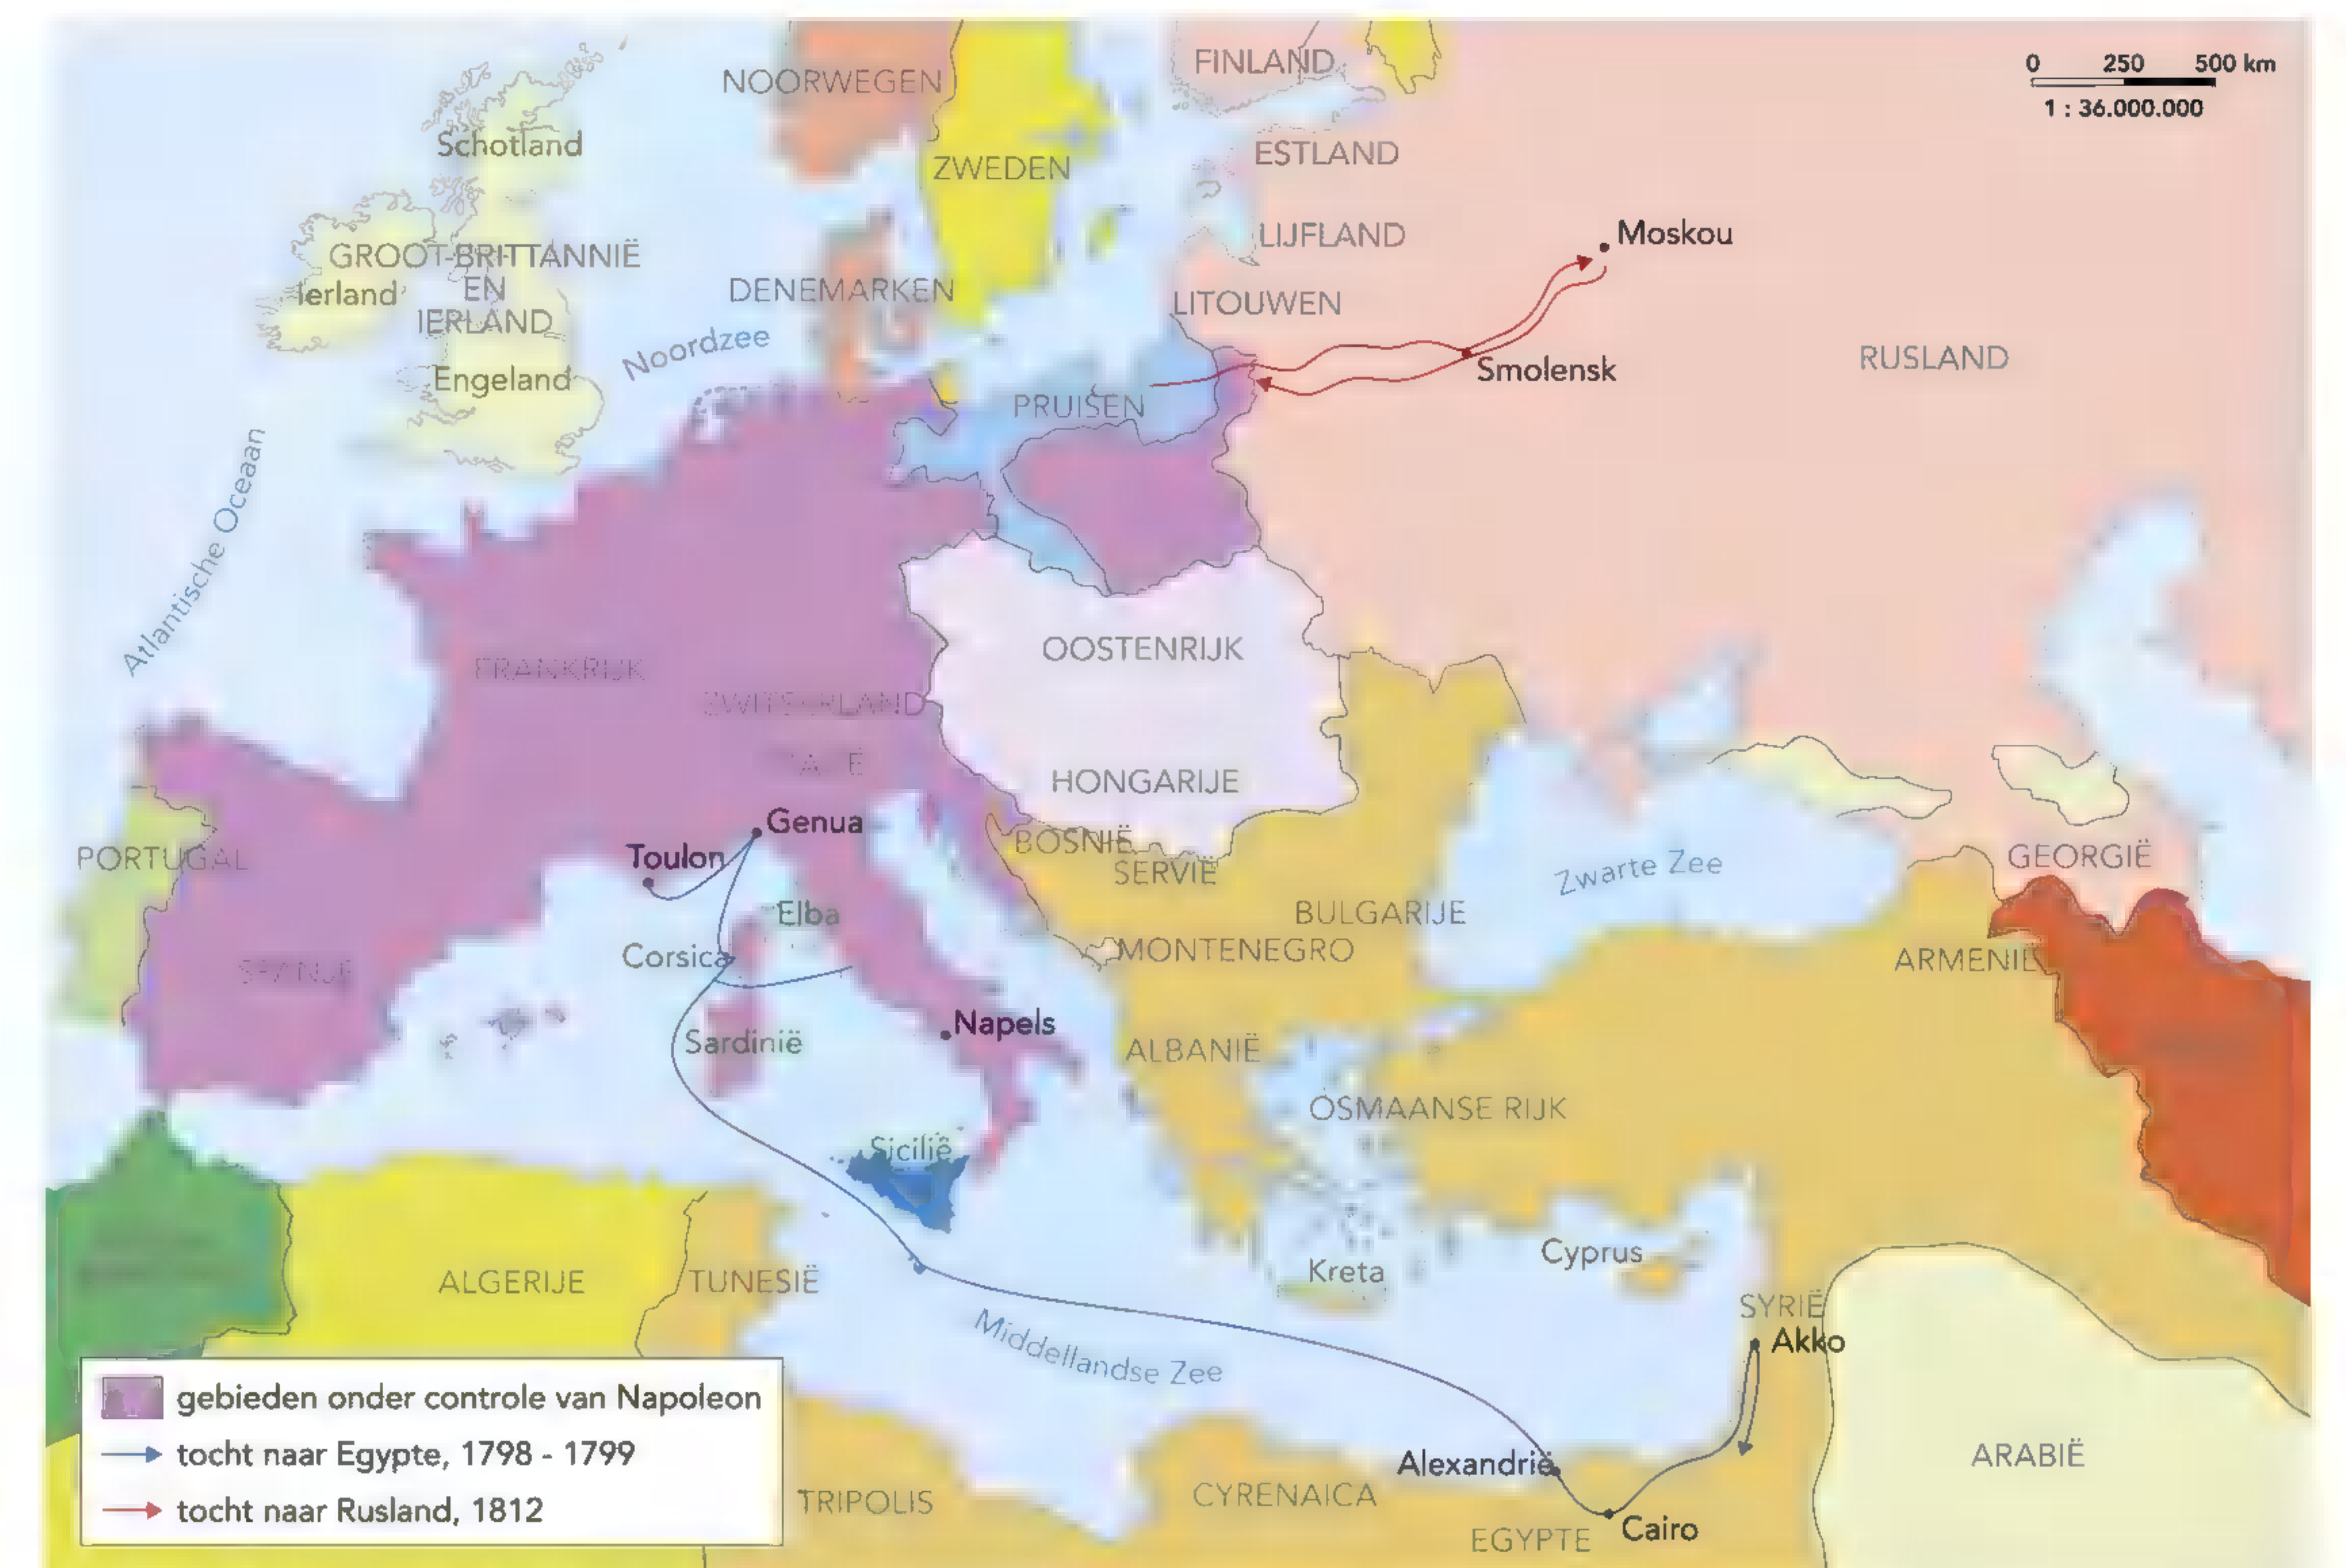 NOORWEGEN
FINLAND
0 250 500 km
1 : 36.000.000
Schotland
ZWEDEN
ESTLAND
LIJFLAND
Moskou
GROOT-BRITTANNIË
EN
IERLAND
Ierland
DENEMARKEN
LITOUWEN
Noordzee
Engeland
Smolensk
RUSLAND
PRUISEN
Atlantische Oceaan
OOSTENRIJK
FRANKRIJK
ZWITSERLAND
HONGARIJE
Genua
BOSNIË
SERVIË
Toulon
PORTUGAL
Zwarte Zee
GEORGIË
Elba
BULGARIJE
Corsica
MONTENEGRO
ARMENIË
SPANJE
Napels
Sardinië
ALBANIË
OSMAANSE RIJK
Sicilië
Cyprus
Kreta
ALGERIJE
TUNESIË
SYRIË
Akko
Middellandse Zee
gebieden onder controle van Napoleon
tocht naar Egypte, 1798 - 1799
tocht naar Rusland, 1812
Alexandrië
ARABIË
TRIPOLIS
CYRENAICA
EGYPTE
Cairo